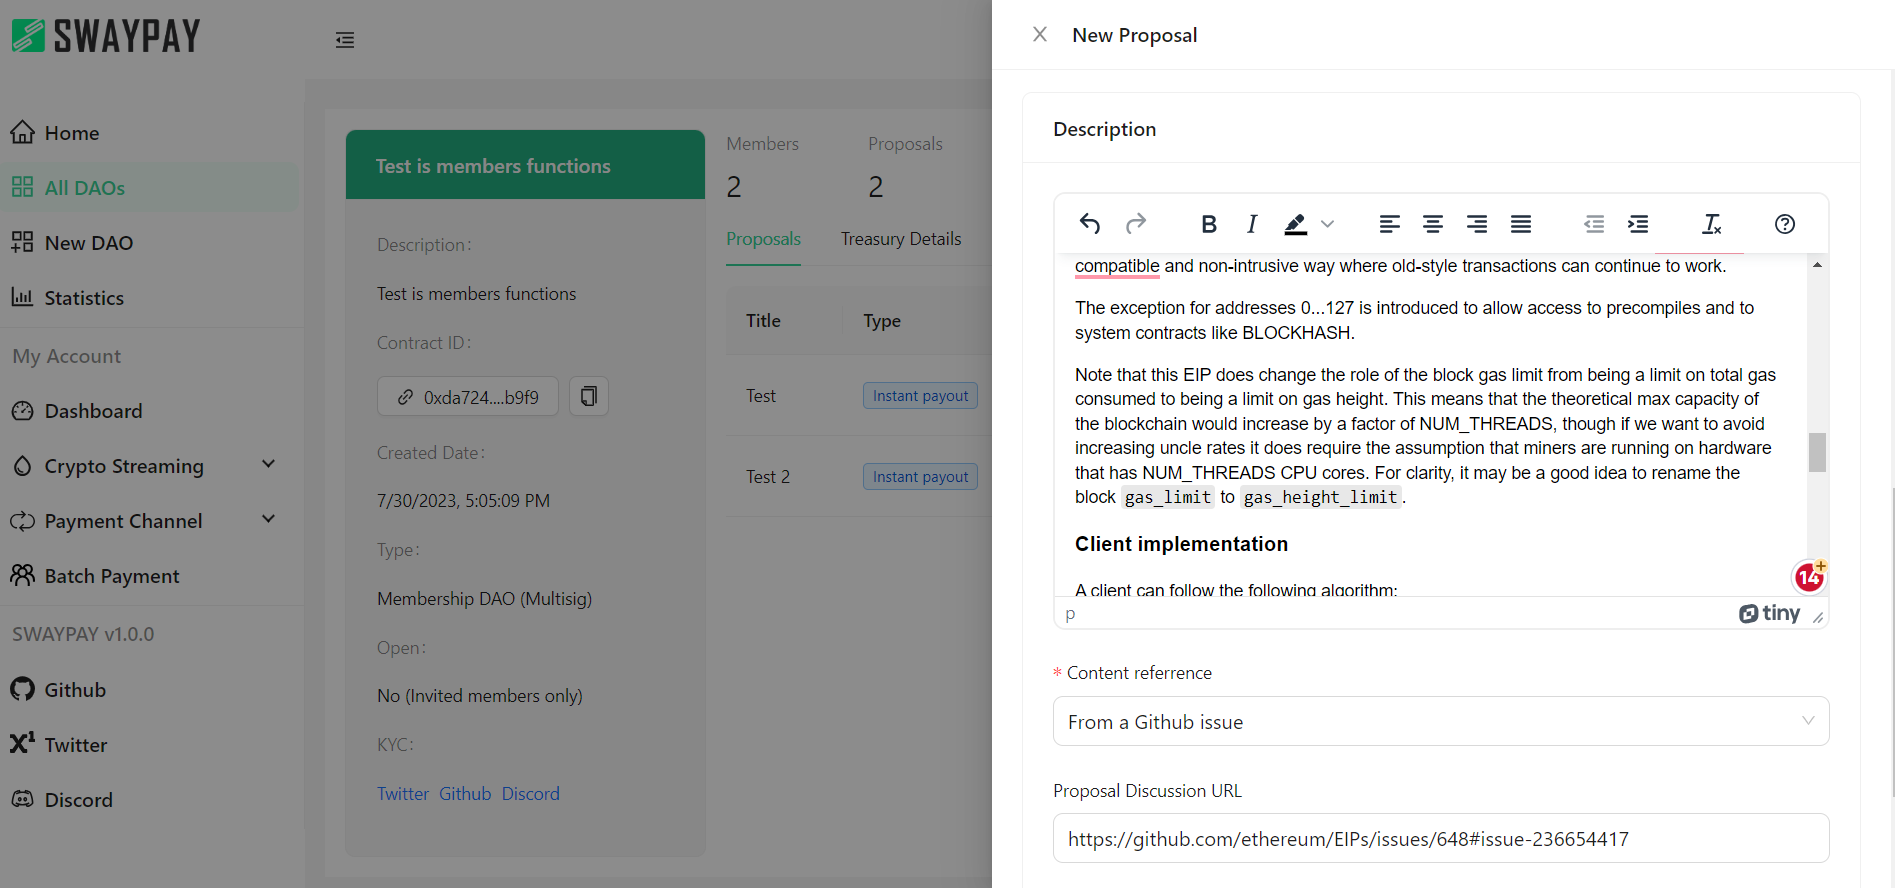 SWAYPAY
Home
All DAOs
New DAO
Statistics
My Account
Dashboard
Crypto Streaming
Payment Channel
Batch Payment
SWAYPAY v1.0.0
Github
Twitter
Discord
Test is members functions
Description:
Test is members functions
Contract ID:
0xda724....b9f9
Created Date:
7/30/2023, 5:05:09 PM
Type:
Membership DAO (Multisig)
Open:
No (Invited members only)
KYC:
Twitter Github Discord
Members Proposals
2 2
Proposals Treasury Details
Title Type
Test Instant payout
Test 2 Instant payout
New Proposal
Description
B I
compatible and non-intrusive way where old-style transactions can continue to work.
The exception for addresses 0...127 is introduced to allow access to precompiles and to
system contracts like BLOCKHASH.
Note that this EIP does change the role of the block gas limit from being a limit on total gas
consumed to being a limit on gas height. This means that the theoretical max capacity of
the blockchain would increase by a factor of NUM_THREADS, though if we want to avoid
increasing uncle rates it does require the assumption that miners are running on hardware
that has NUM_THREADS CPU cores. For clarity, it may be a good idea to rename the
block gas_limit to gas_height_limit.
Client implementation
A client can follow the following algorithm:
14+
p
tiny
* Content referrence
From a Github issue
Proposal Discussion URL
https://github.com/ethereum/EIPs/issues/648#issue-236654417